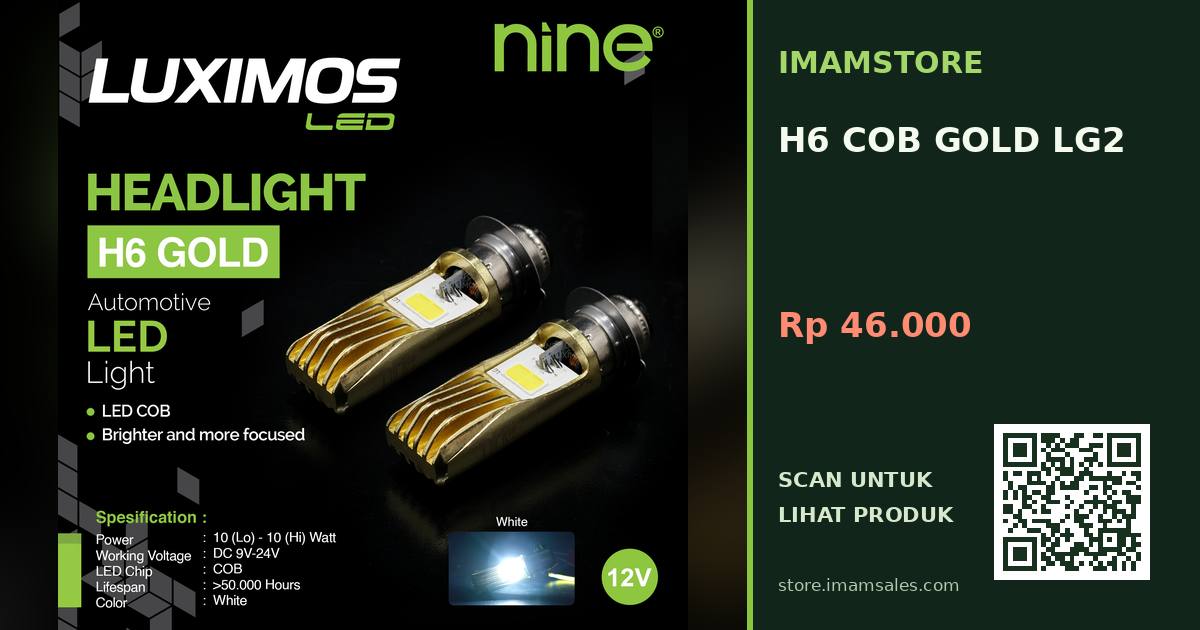 LUXIMOS
LED
nine®
HEADLIGHT
H6 GOLD
Automotive
LED
Light
• LED COB
• Brighter and more focused
Spesification :
Power : 10 (Lo) - 10 (Hi) Watt
Working Voltage : DC 9V-24V
LED Chip : COB
Lifespan : >50.000 Hours
Color : White
White
12V
IMAMSTORE
H6 COB GOLD LG2
Rp 46.000
SCAN UNTUK
LIHAT PRODUK
store.imamsales.com